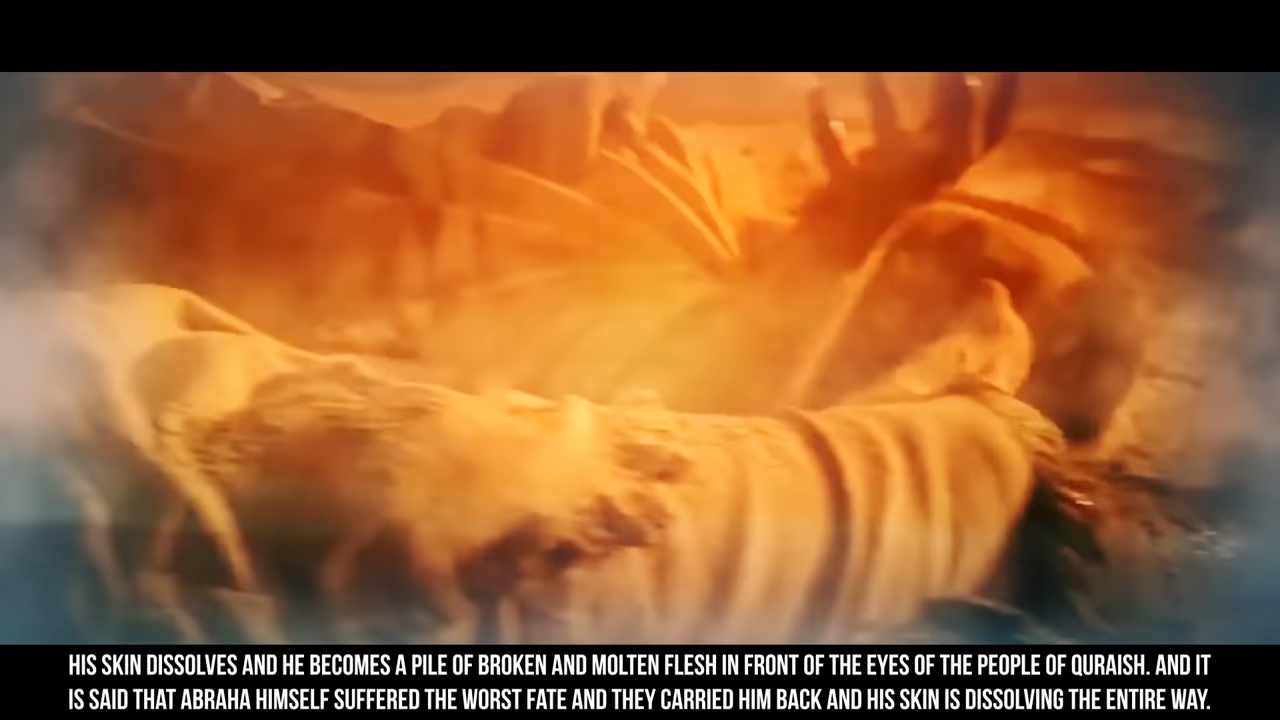 HIS SKIN DISSOLVES AND HE BECOMES A PILE OF BROKEN AND MOLTEN FLESH IN FRONT OF THE EYES OF THE PEOPLE OF QURAISH. AND IT
IS SAID THAT ABRAHA HIMSELF SUFFERED THE WORST FATE AND THEY CARRIED HIM BACK AND HIS SKIN IS DISSOLVING THE ENTIRE WAY.